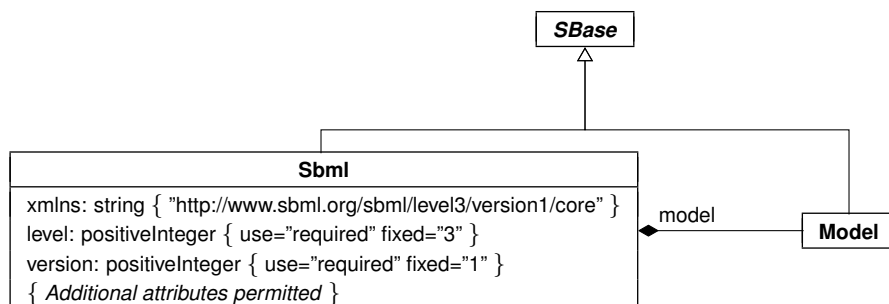 SBase
Sbml
xmlns: string { ”http://www.sbml.org/sbml/level3/version1/core” }
level: positiveInteger { use=”required” fixed=”3” }
version: positiveInteger { use=”required” fixed=”1” }
{ Additional attributes permitted }
model
Model